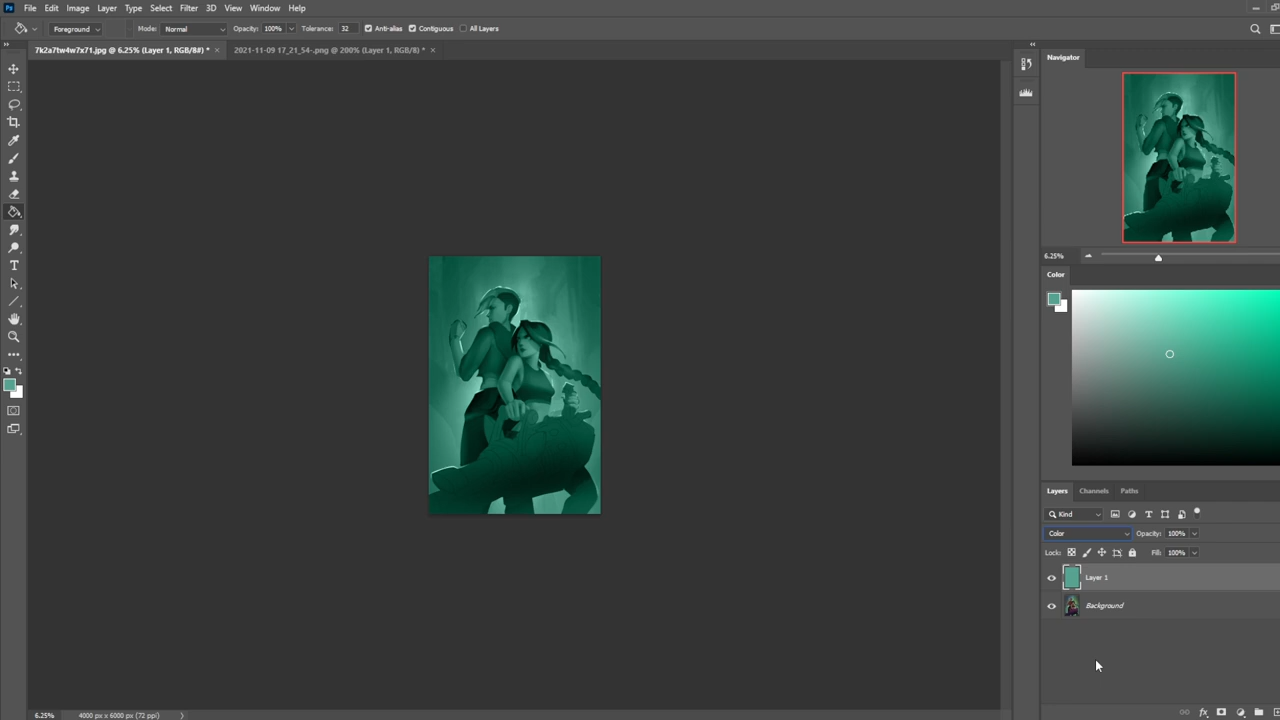 Ps File Edit Image Layer Type Select Filter 3D View Window Help
Foreground Mode: Normal Opacity: 100% Tolerance: 32 Anti-alias Contiguous All Layers
7k2a7tw4w7x71.jpg @ 6.25% (Layer 1, RGB/8#) * × 2021-11-09 17_21_54-.png @ 200% (Layer 1, RGB/8) * ×
Navigator
6.25%
Color
Layers Channels Paths
Kind
Color Opacity: 100%
Lock: Fill: 100%
Layer 1
Background
fx
6.25% 4000 px x 6000 px (72 ppi)